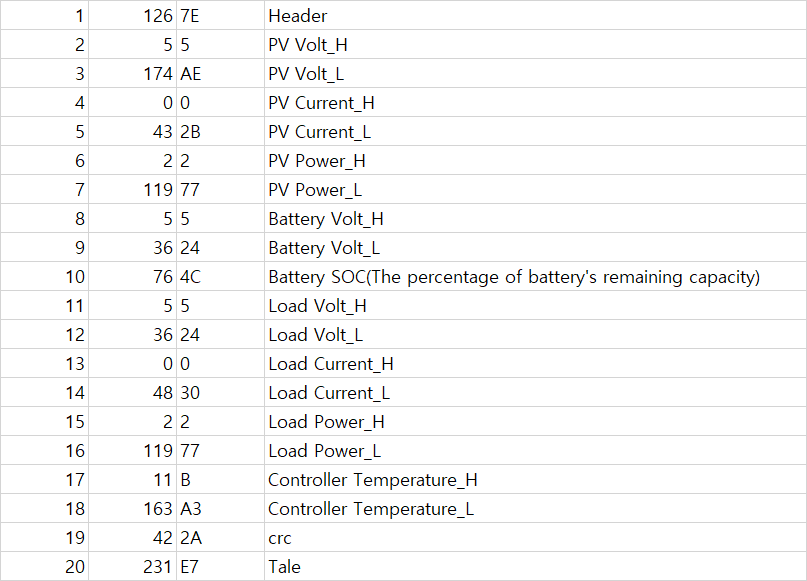 1 126 7E Header
2 5 5 PV Volt_H
3 174 AE PV Volt_L
4 0 0 PV Current_H
5 43 2B PV Current_L
6 2 2 PV Power_H
7 119 77 PV Power_L
8 5 5 Battery Volt_H
9 36 24 Battery Volt_L
10 76 4C Battery SOC(The percentage of battery's remaining capacity)
11 5 5 Load Volt_H
12 36 24 Load Volt_L
13 0 0 Load Current_H
14 48 30 Load Current_L
15 2 2 Load Power_H
16 119 77 Load Power_L
17 11 B Controller Temperature_H
18 163 A3 Controller Temperature_L
19 42 2A crc
20 231 E7 Tale